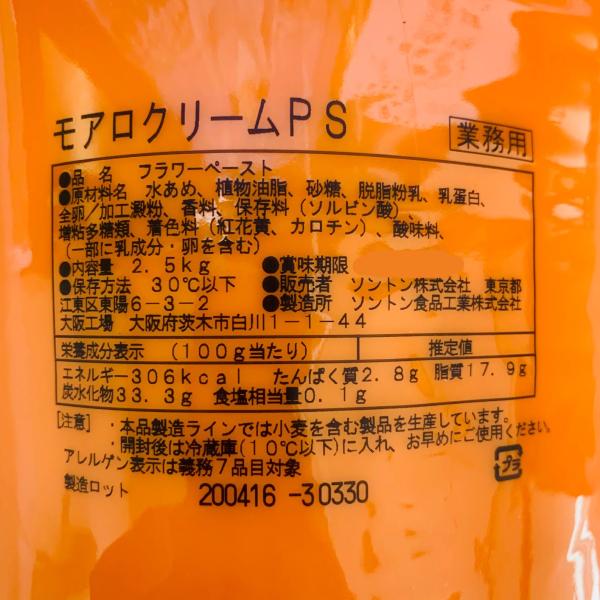 モアロクリームPS
業務用
●品 名 フラワーペースト
●原材料名 水あめ、植物油脂、砂糖、脱脂粉乳、乳蛋白、
全卵／加工澱粉、香料、保存料（ソルビン酸）、
増粘多糖類、着色料（紅花黄、カロチン）、酸味料、
（一部に乳成分・卵を含む）
●内容量 2．5kg ●賞味期限
●保存方法 30℃以下 ●販売者 ソントン株式会社 東京都
江東区東陽6－3－2 ●製造所 ソントン食品工業株式会社
大阪工場 大阪府茨木市白川1－1－44
栄養成分表示 （100g当たり） 推定値
エネルギー306kcal たんぱく質2．8g 脂質17．9g
炭水化物33．3g 食塩相当量0．1g
［注意］ ・本品製造ラインでは小麦を含む製品を生産しています。
・開封後は冷蔵庫（10℃以下）に入れ、お早めにご使用ください。
アレルゲン表示は義務7品目対象
プラ
製造ロット 200416 -30330